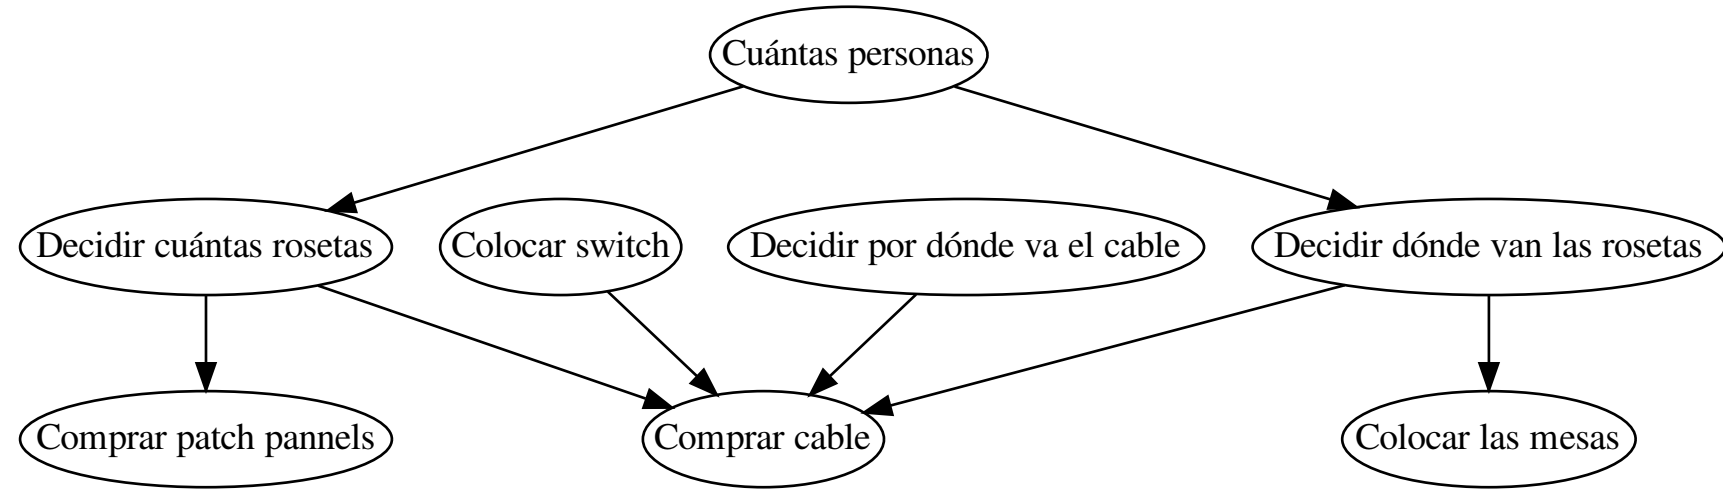 Cuántas personas
Decidir cuántas rosetas
Colocar switch
Decidir por dónde va el cable
Decidir dónde van las rosetas
Comprar patch pannels
Comprar cable
Colocar las mesas